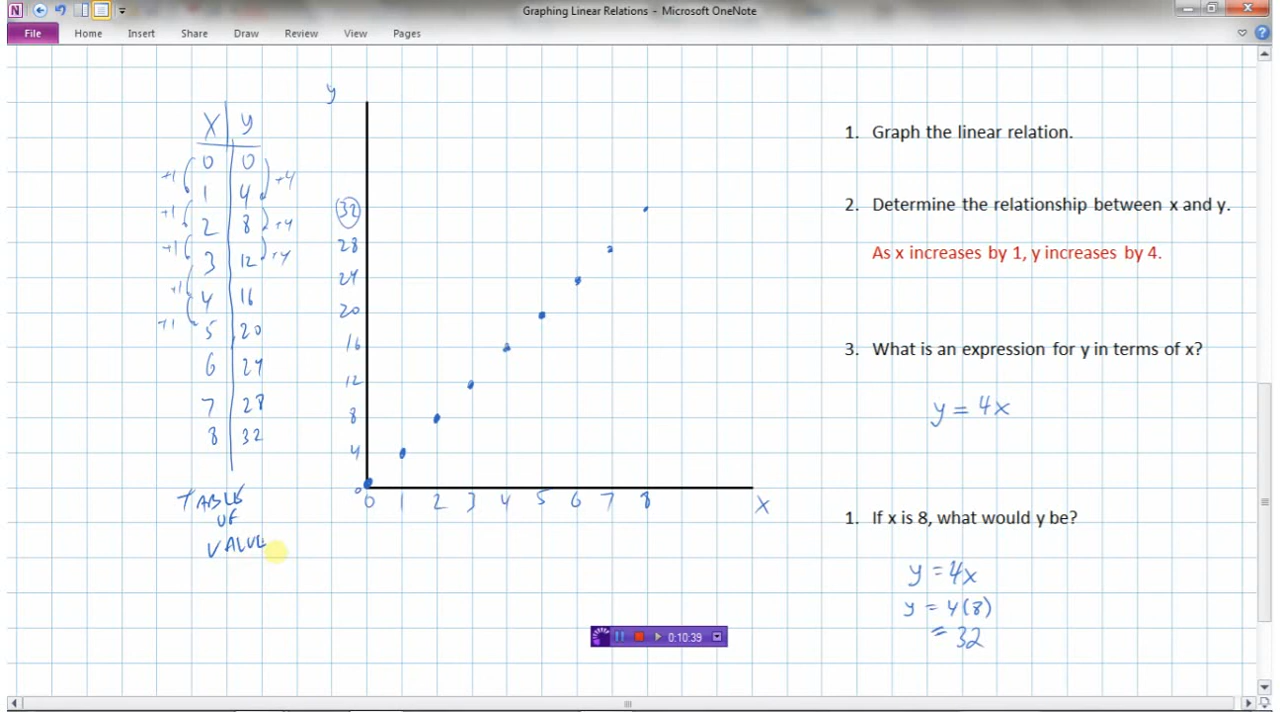 Graphing Linear Relations - Microsoft OneNote
File Home Insert Share Draw Review View Pages
y
X y
0 0
1 4
2 8
3 12
4 16
5 20
6 24
7 28
8 32
+1 +4
+1 +4
+1 +4
+1
+1
TABLE
OF
VALUE
32
28
24
20
16
12
8
4
0
0 1 2 3 4 5 6 7 8 X
1. Graph the linear relation.
2. Determine the relationship between x and y.
As x increases by 1, y increases by 4.
3. What is an expression for y in terms of x?
y = 4x
1. If x is 8, what would y be?
y = 4x
y = 4(8)
= 32
0:10:39